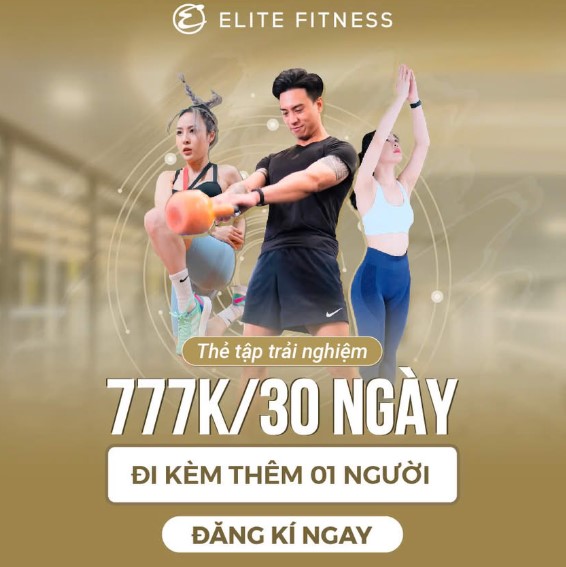 ELITE FITNESS
Thẻ tập trải nghiệm
777K/30 NGÀY
ĐI KÈM THÊM 01 NGƯỜI
ĐĂNG KÍ NGAY